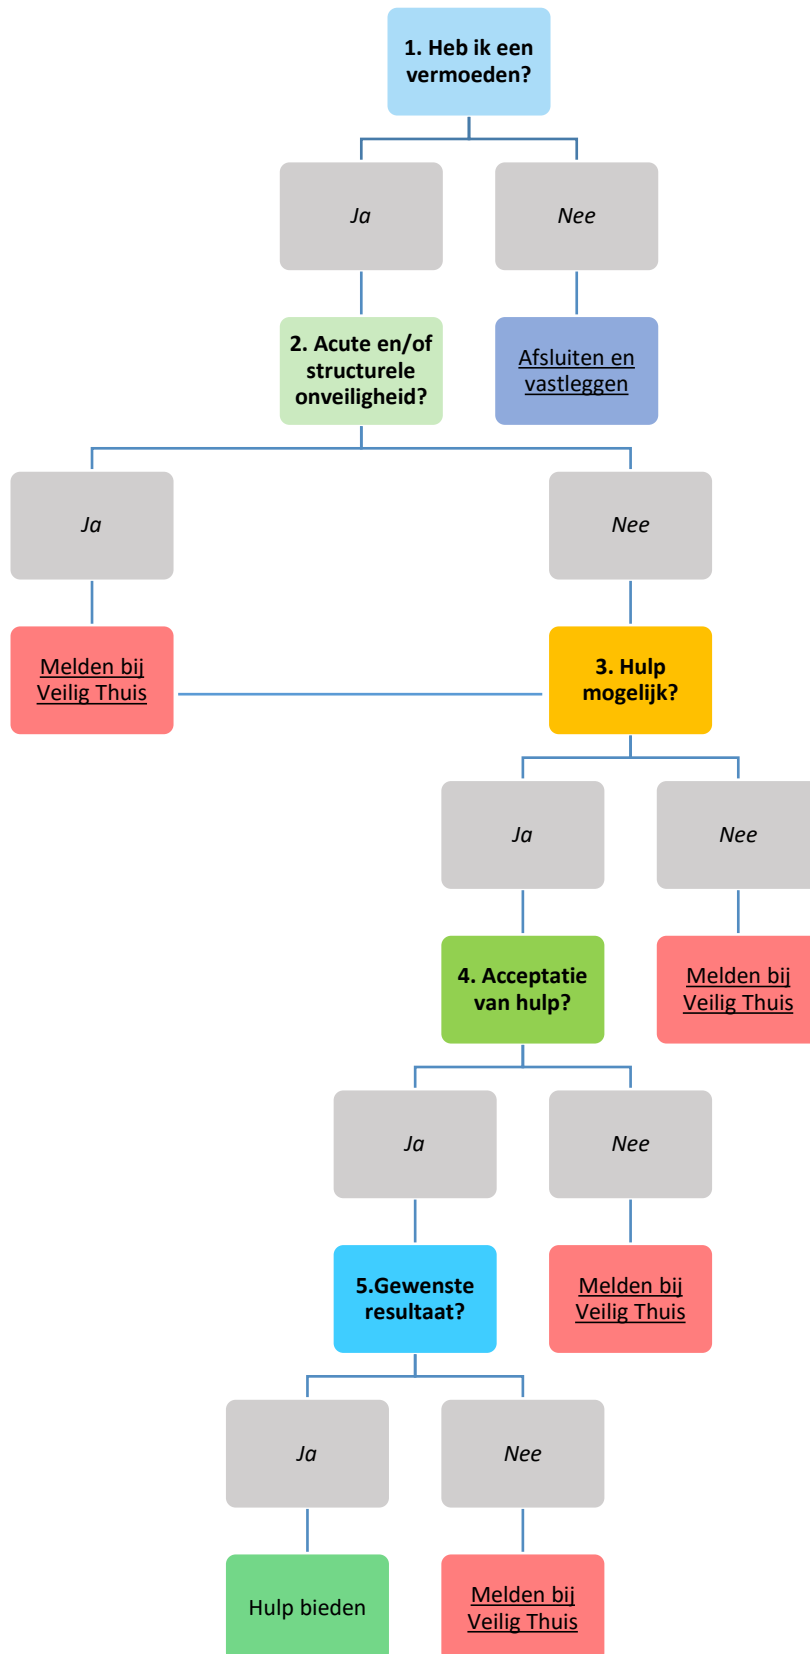 1. Heb ik een
vermoeden?
Ja
Nee
2. Acute en/of
structurele
onveiligheid?
Afsluiten en
vastleggen
Ja
Nee
Melden bij
Veilig Thuis
3. Hulp
mogelijk?
Ja
Nee
4. Acceptatie
van hulp?
Melden bij
Veilig Thuis
Ja
Nee
5.Gewenste
resultaat?
Melden bij
Veilig Thuis
Ja
Nee
Hulp bieden
Melden bij
Veilig Thuis